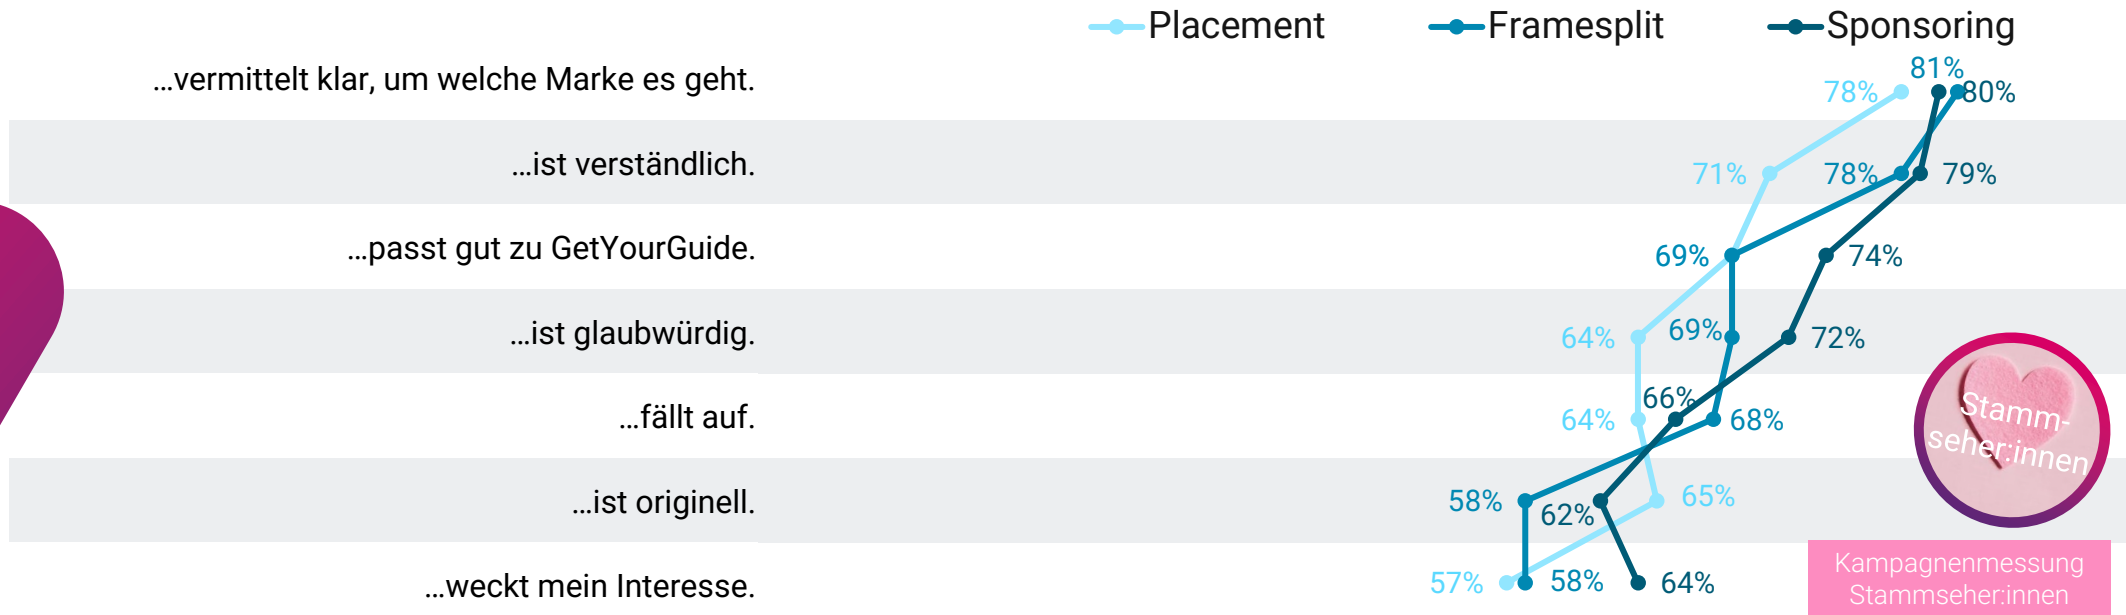 Placement Framesplit Sponsoring
...vermittelt klar, um welche Marke es geht. 78% 81% 80%
...ist verständlich. 71% 78% 79%
...passt gut zu GetYourGuide. 69% 74%
...ist glaubwürdig. 64% 69% 72%
...fällt auf. 64% 66% 68%
...ist originell. 58% 62% 65%
...weckt mein Interesse. 57% 58% 64%
Stamm-
seher:innen
Kampagnenmessung
Stammseher:innen